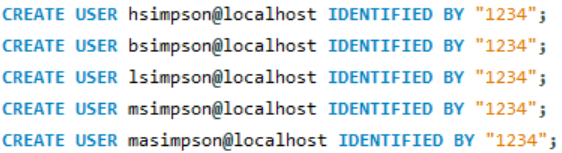 CREATE USER hsimpson@localhost IDENTIFIED BY "1234";
CREATE USER bsimpson@localhost IDENTIFIED BY "1234";
CREATE USER lsimpson@localhost IDENTIFIED BY "1234";
CREATE USER msimpson@localhost IDENTIFIED BY "1234";
CREATE USER masimpson@localhost IDENTIFIED BY "1234";